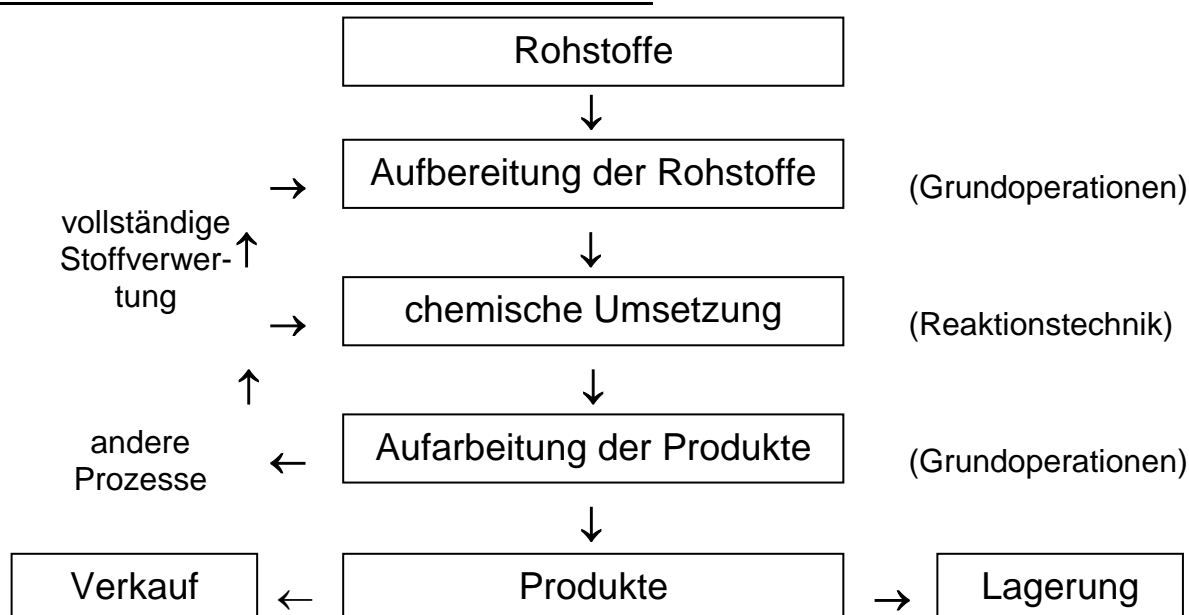 Rohstoffe
↓
→ Aufbereitung der Rohstoffe (Grundoperationen)
vollständige
Stoffverwer-
tung
↑ ↓
→ chemische Umsetzung (Reaktionstechnik)
↑ ↓
andere
Prozesse
← Aufarbeitung der Produkte (Grundoperationen)
↓
Verkauf ← Produkte → Lagerung